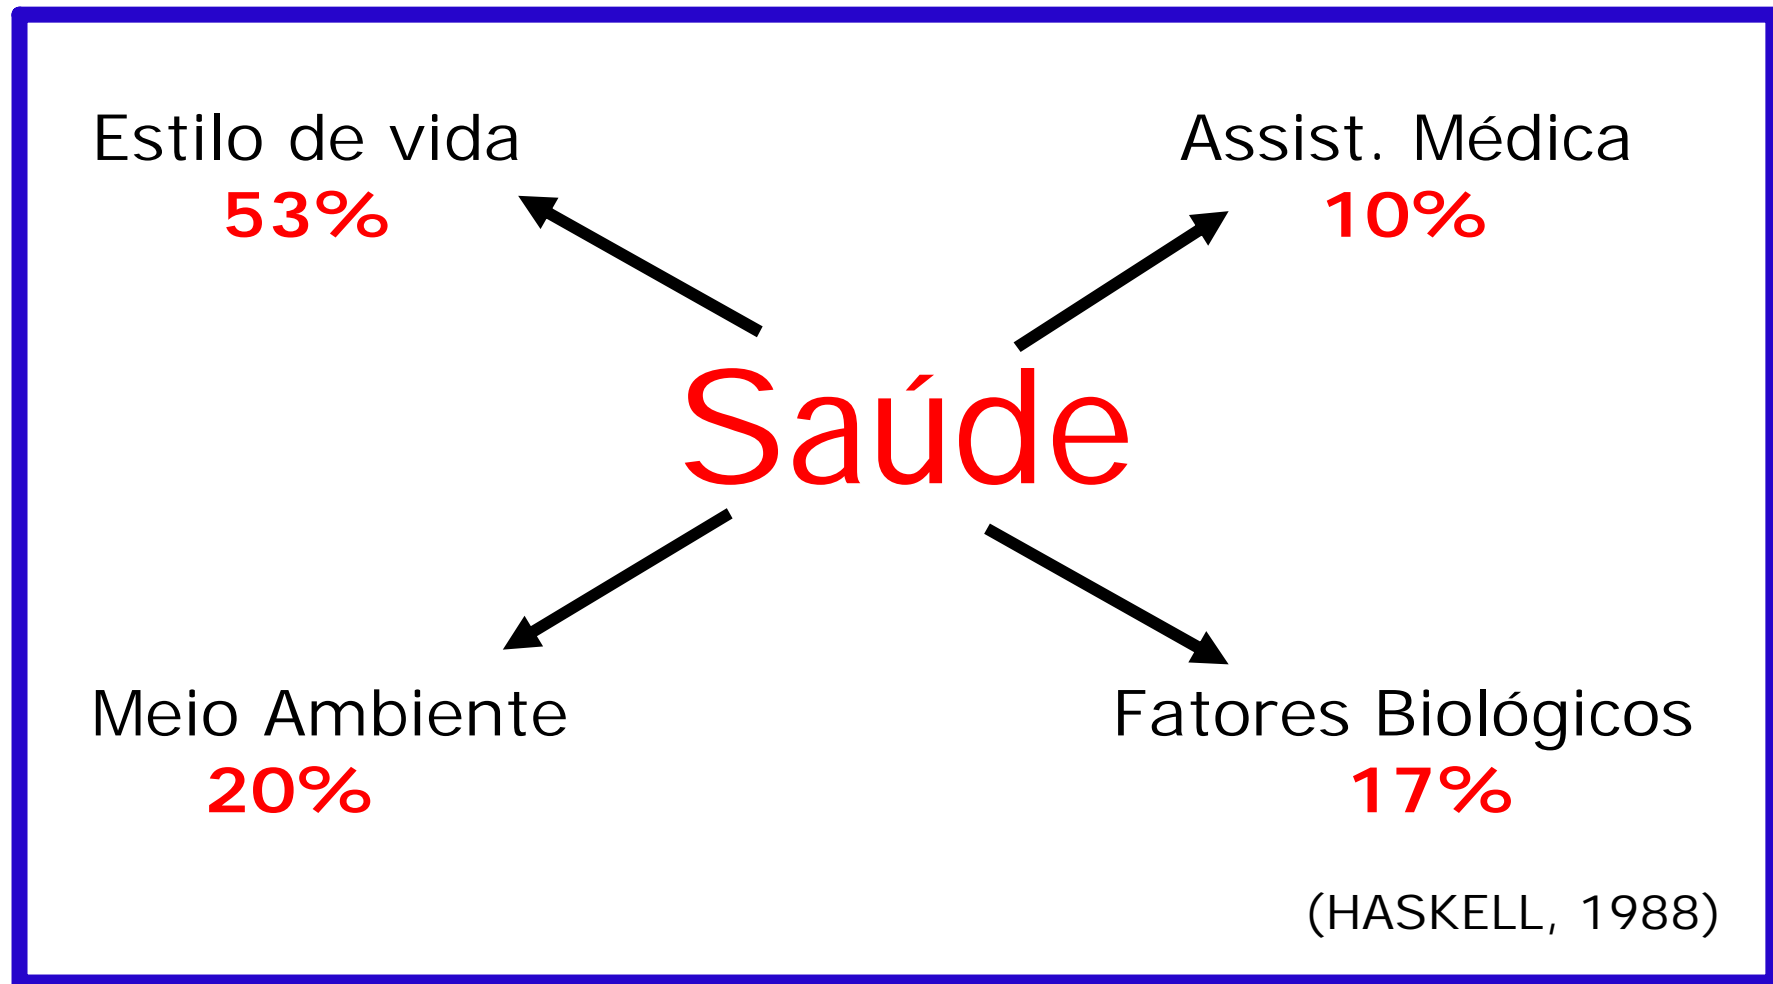 Estilo de vida
53%
Assist. Médica
10%
Saúde
Meio Ambiente
20%
Fatores Biológicos
17%
(HASKELL, 1988)